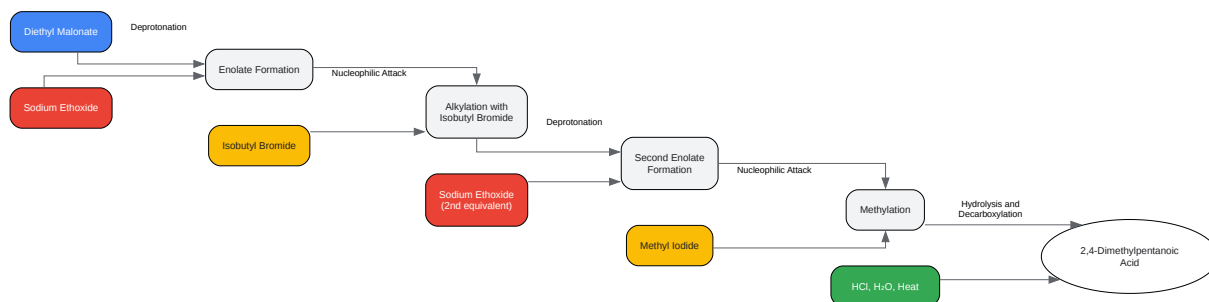 Diethyl Malonate
Deprotonation
Sodium Ethoxide
Enolate Formation
Nucleophilic Attack
Isobutyl Bromide
Alkylation with
Isobutyl Bromide
Deprotonation
Sodium Ethoxide
(2nd equivalent)
Second Enolate
Formation
Nucleophilic Attack
Methyl Iodide
Methylation
Hydrolysis and
Decarboxylation
HCl, H₂O, Heat
2,4-Dimethylpentanoic
Acid